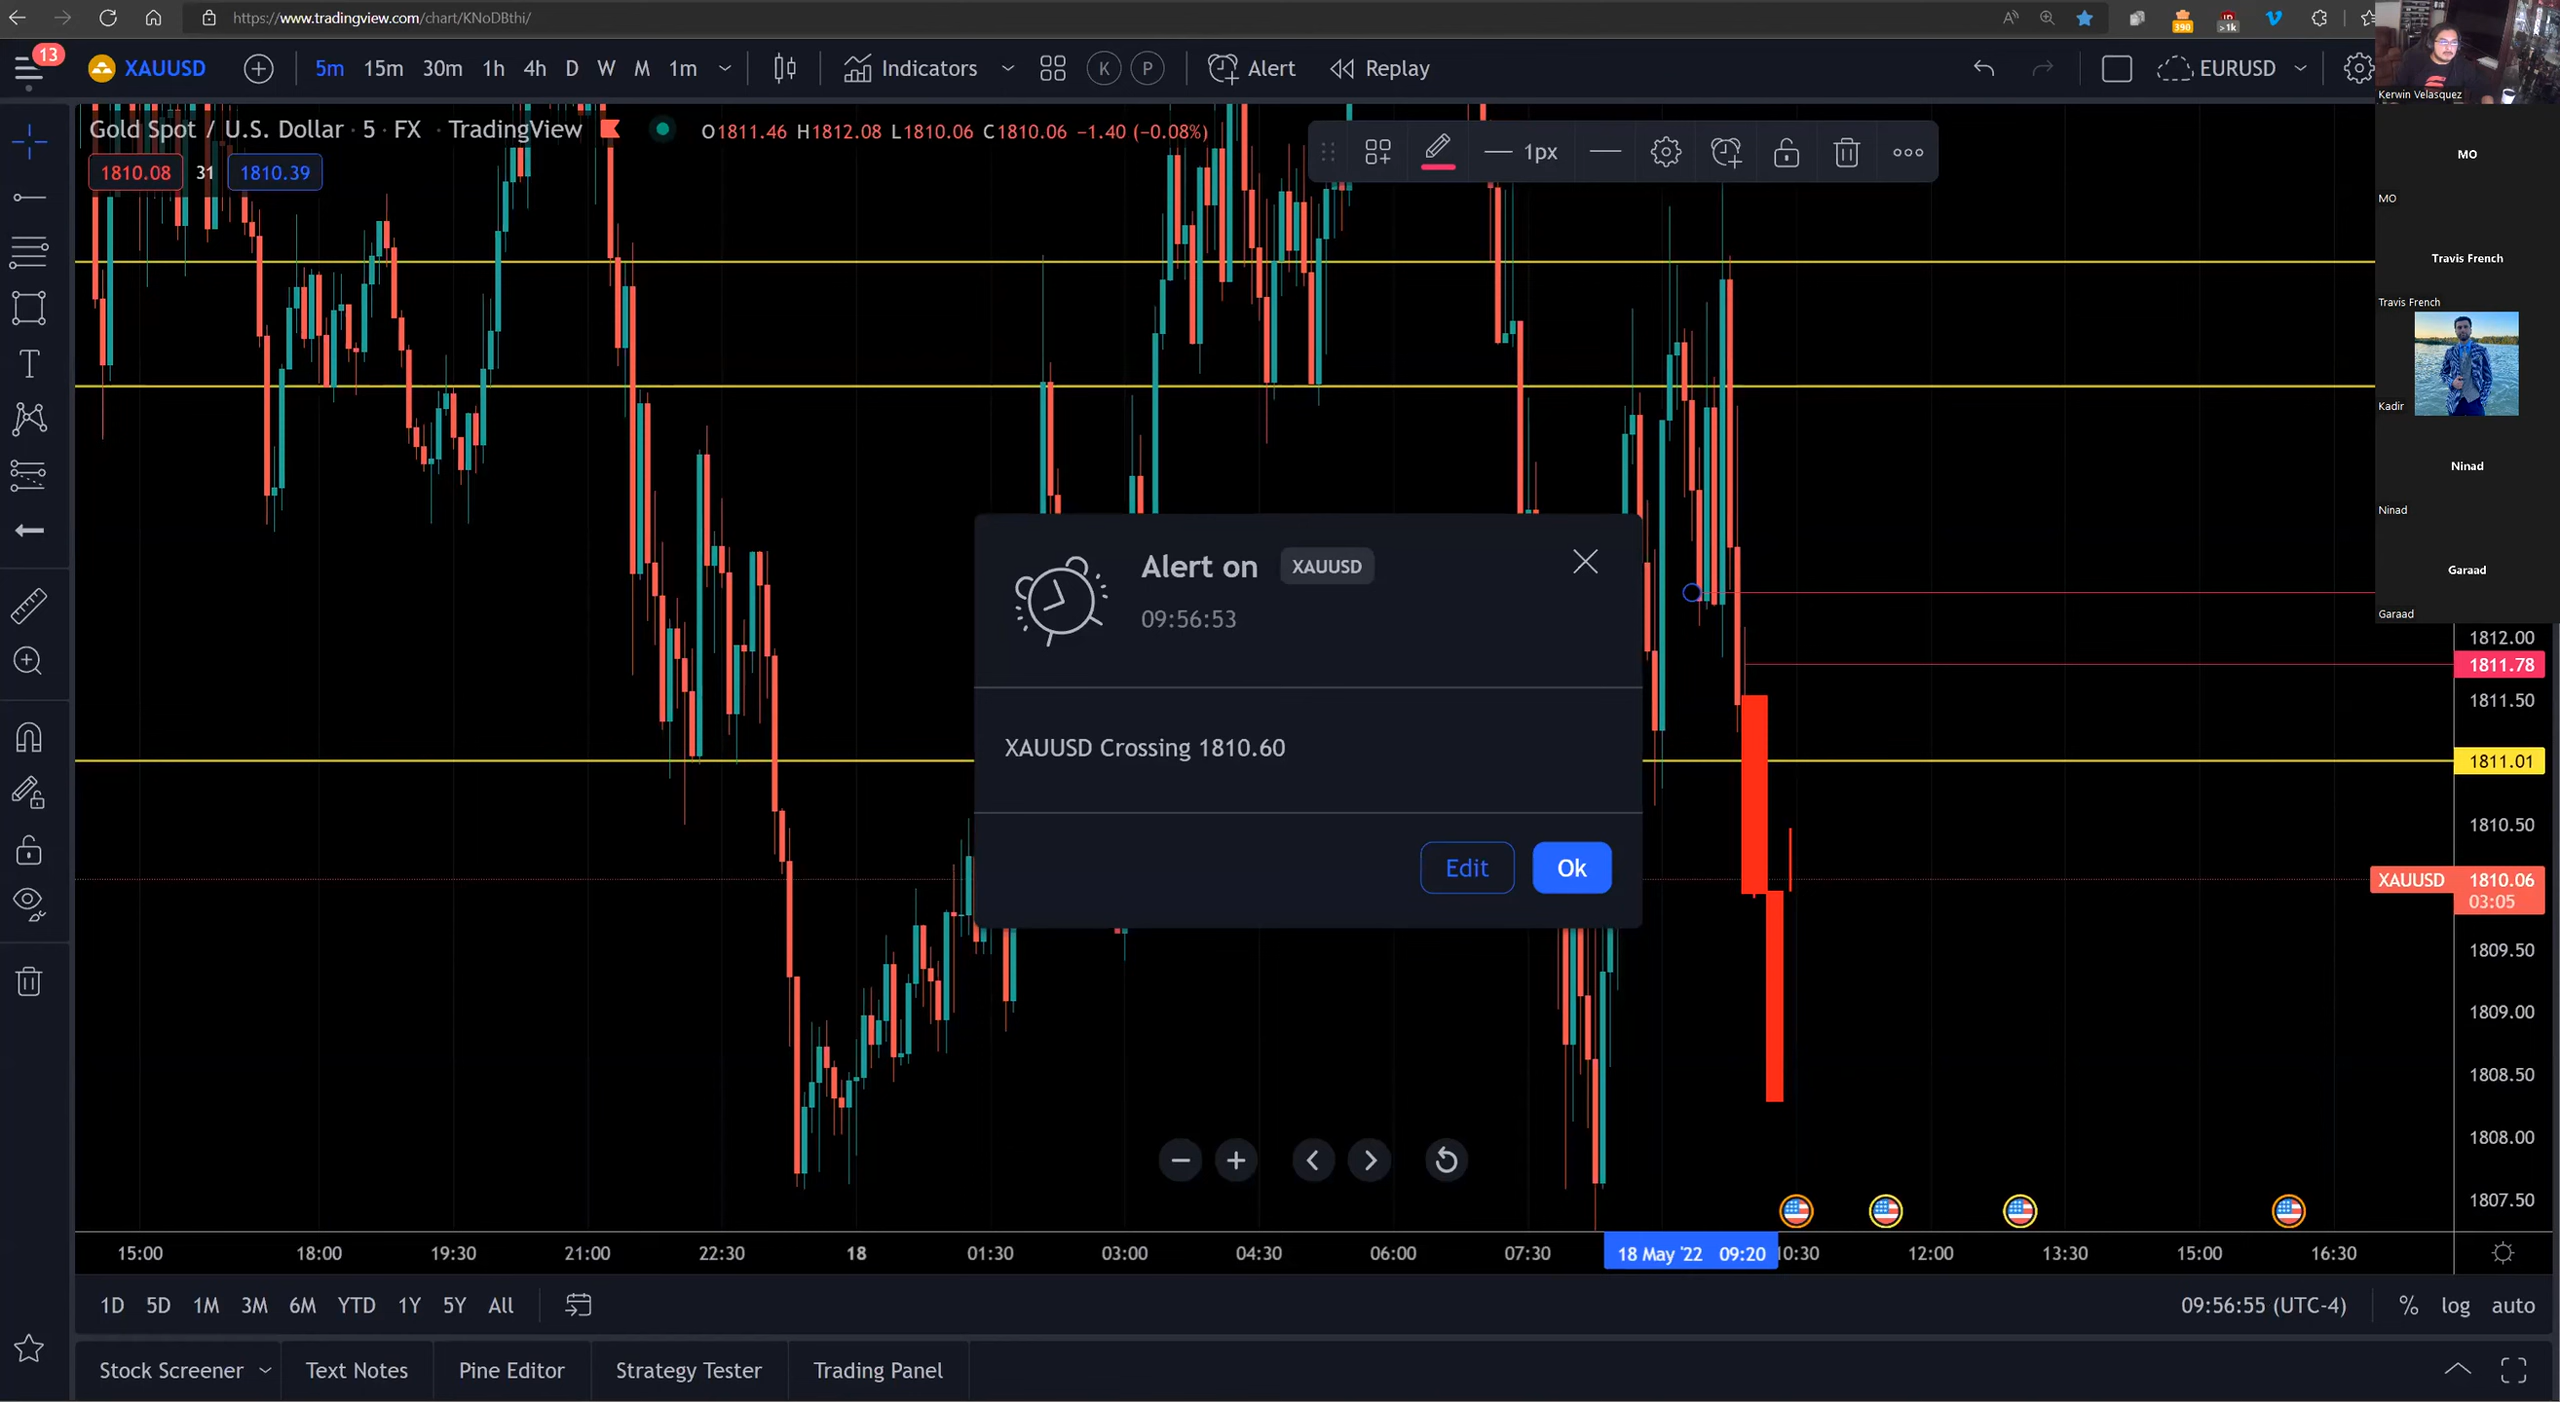 https://www.tradingview.com/chart/KNoDBthi/
390
>1k
13
XAUUSD
5m 15m 30m 1h 4h D W M 1m
Indicators
K P
Alert
Replay
EURUSD
Kerwin Velasquez
Gold Spot / U.S. Dollar · 5 · FX · TradingView
O1811.46 H1812.08 L1810.06 C1810.06 −1.40 (−0.08%)
1810.08 31 1810.39
1px
MO
MO
Travis French
Travis French
Kadir
Ninad
Ninad
Garaad
Garaad
Alert on XAUUSD
09:56:53
XAUUSD Crossing 1810.60
Edit Ok
1812.00
1811.78
1811.50
1811.01
1810.50
XAUUSD 1810.06
03:05
1809.50
1809.00
1808.50
1808.00
1807.50
15:00 18:00 19:30 21:00 22:30 18 01:30 03:00 04:30 06:00 07:30 18 May '22 09:20 10:30 12:00 13:30 15:00 16:30
1D 5D 1M 3M 6M YTD 1Y 5Y All
09:56:55 (UTC-4) % log auto
Stock Screener Text Notes Pine Editor Strategy Tester Trading Panel